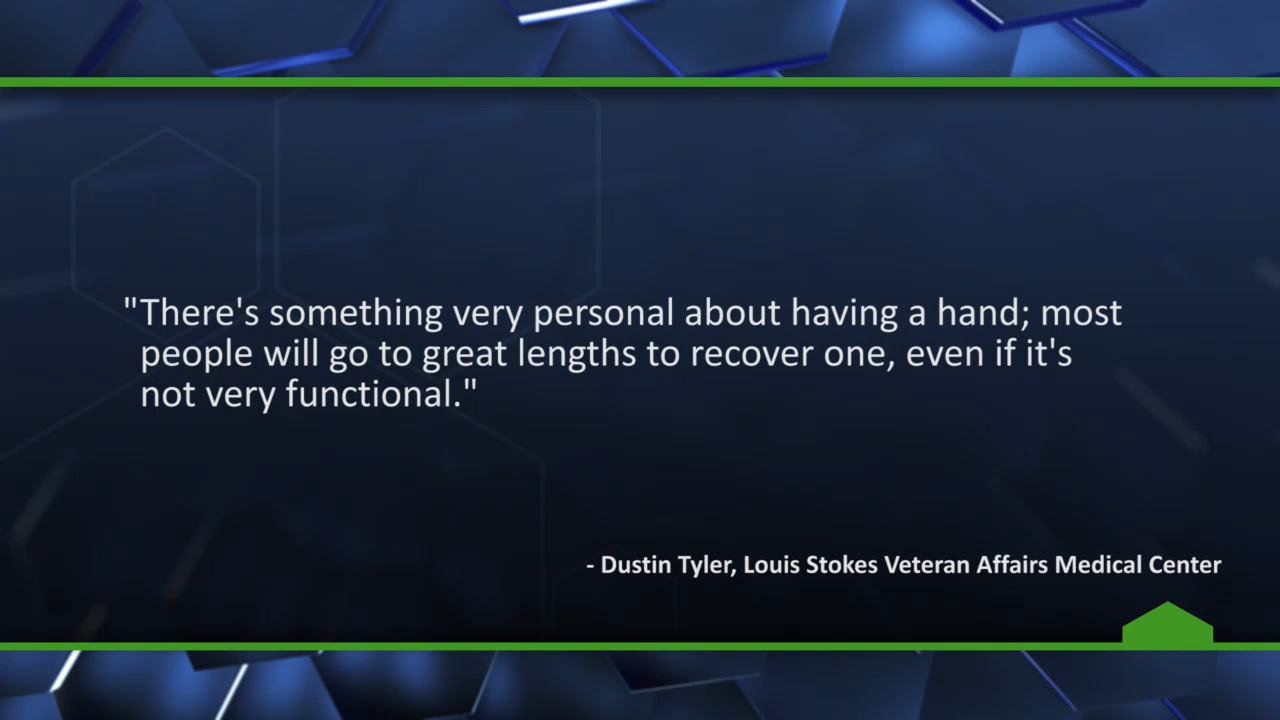 "There's something very personal about having a hand; most
people will go to great lengths to recover one, even if it's
not very functional."
- Dustin Tyler, Louis Stokes Veteran Affairs Medical Center